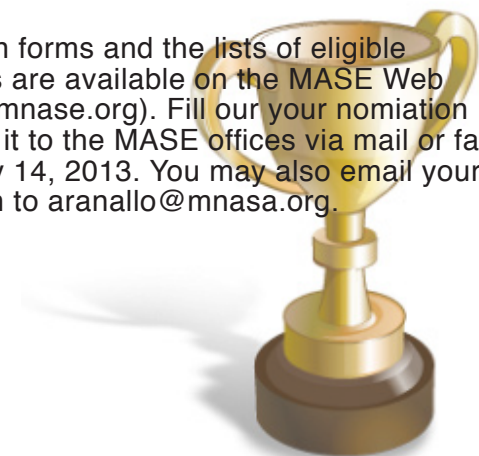 n forms and the lists of eligible
s are available on the MASE Web
mnase.org). Fill our your nomiation
it to the MASE offices via mail or fa
y 14, 2013. You may also email your
n to aranallo@mnasa.org.